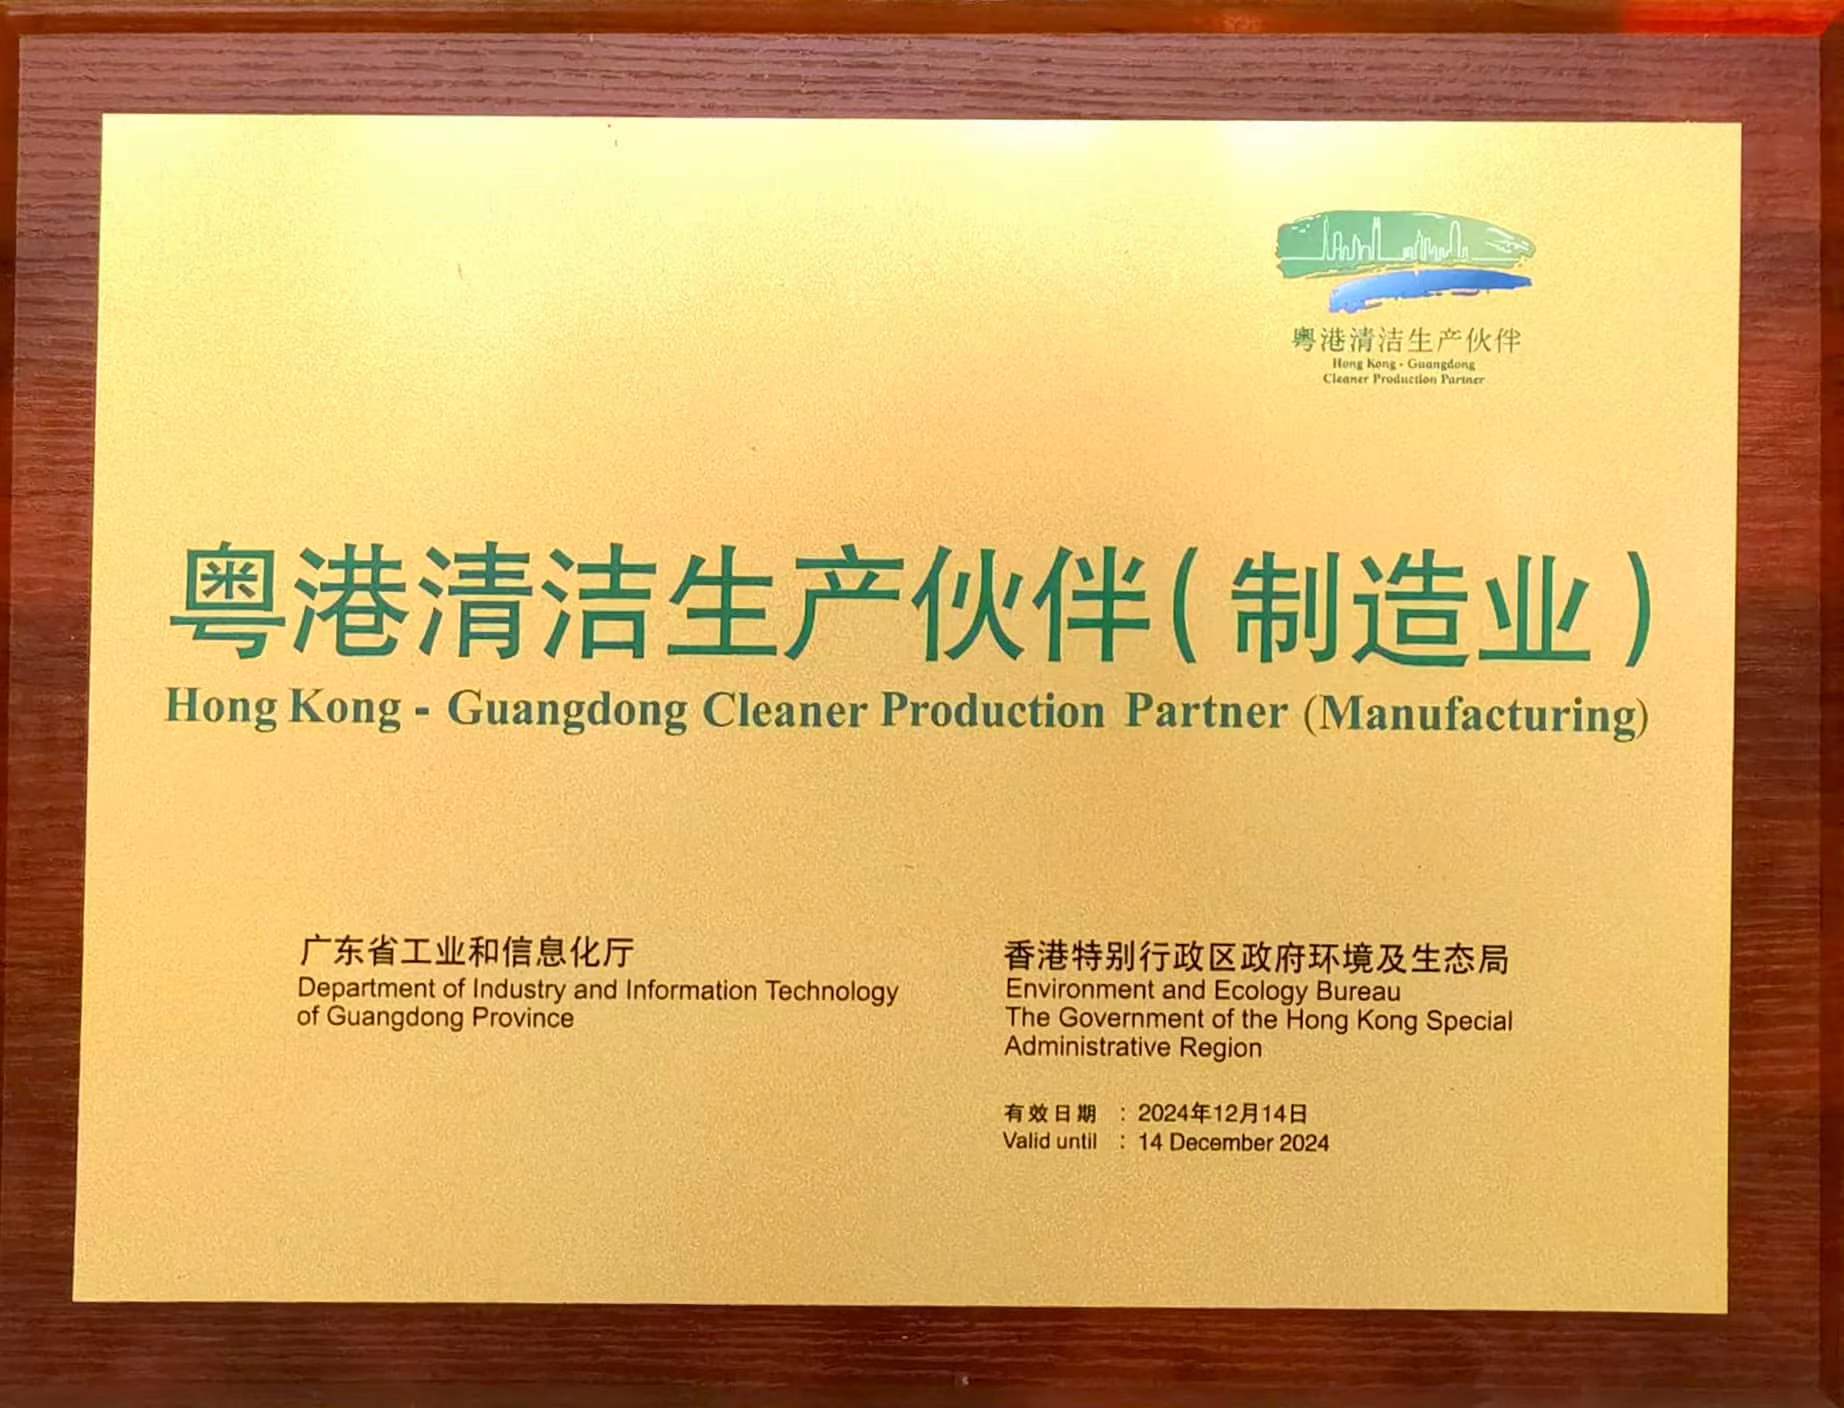 粤港清洁生产伙伴
Hong Kong - Guangdong
Cleaner Production Partner
粤港清洁生产伙伴(制造业)
Hong Kong - Guangdong Cleaner Production Partner (Manufacturing)
广东省工业和信息化厅
Department of Industry and Information Technology
of Guangdong Province
香港特别行政区政府环境及生态局
Environment and Ecology Bureau
The Government of the Hong Kong Special
Administrative Region
有效日期 : 2024年12月14日
Valid until : 14 December 2024